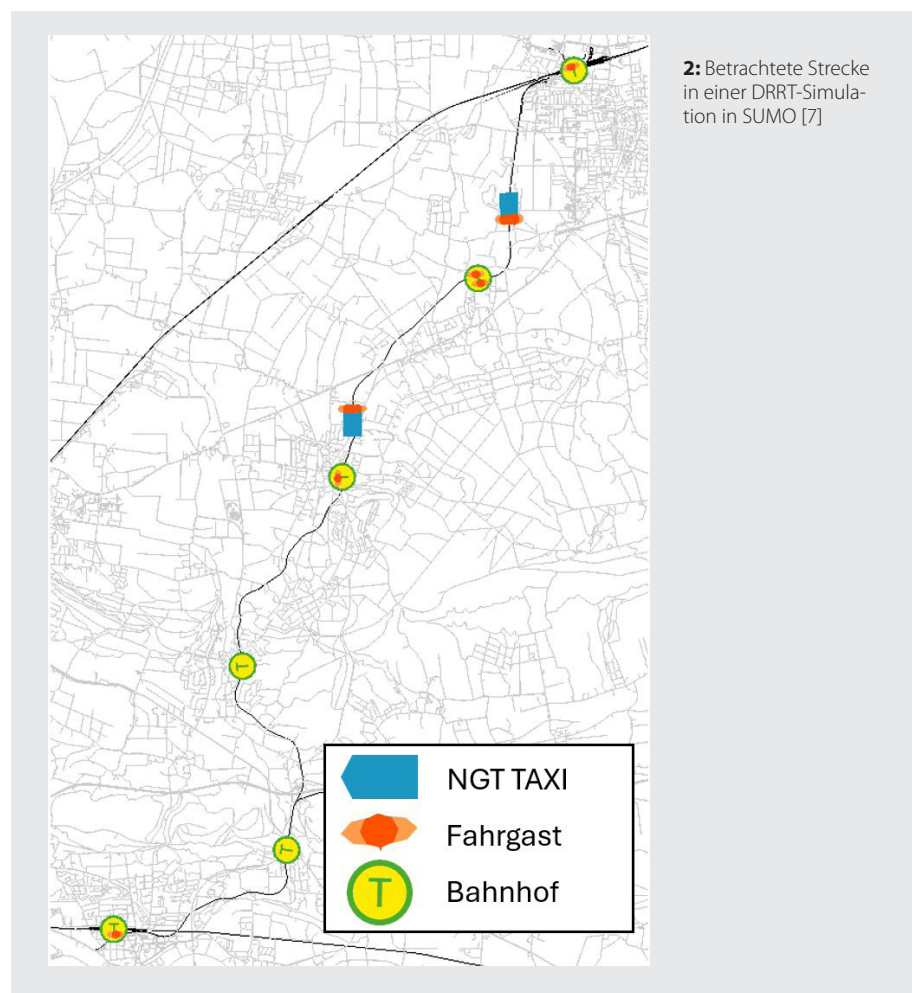 2: Betrachtete Strecke
in einer DRRT-Simula-
tion in SUMO [7]
T
T
T
T
T
NGT TAXI
Fahrgast
T
Bahnhof